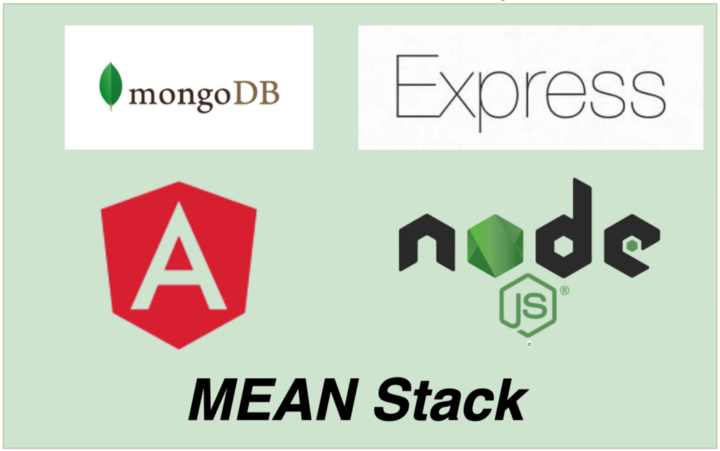 mongoDB
Express
A
node
JS ®
MEAN Stack